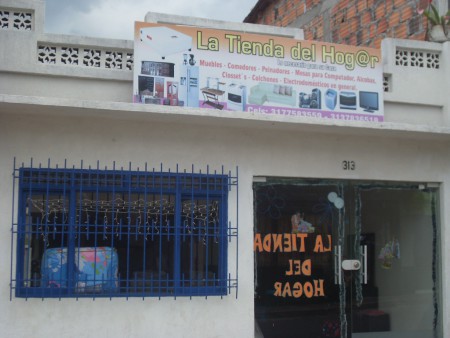 La Tienda del Hog@r
Muebles - Comedores - Peinadores - Mesas para Computador, Alcobas,
Closet´s - Colchones - Electrodomésticos en general.
313
LA TIENDA
DEL
HOGAR